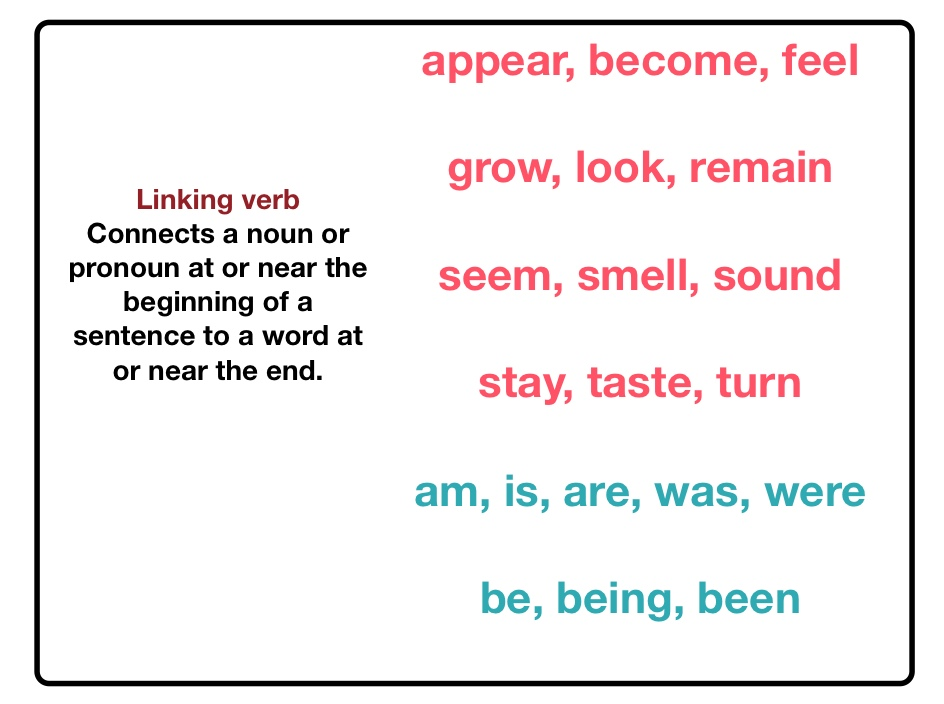 Linking verb
Connects a noun or
pronoun at or near the
beginning of a
sentence to a word at
or near the end.
appear, become, feel
grow, look, remain
seem, smell, sound
stay, taste, turn
am, is, are, was, were
be, being, been